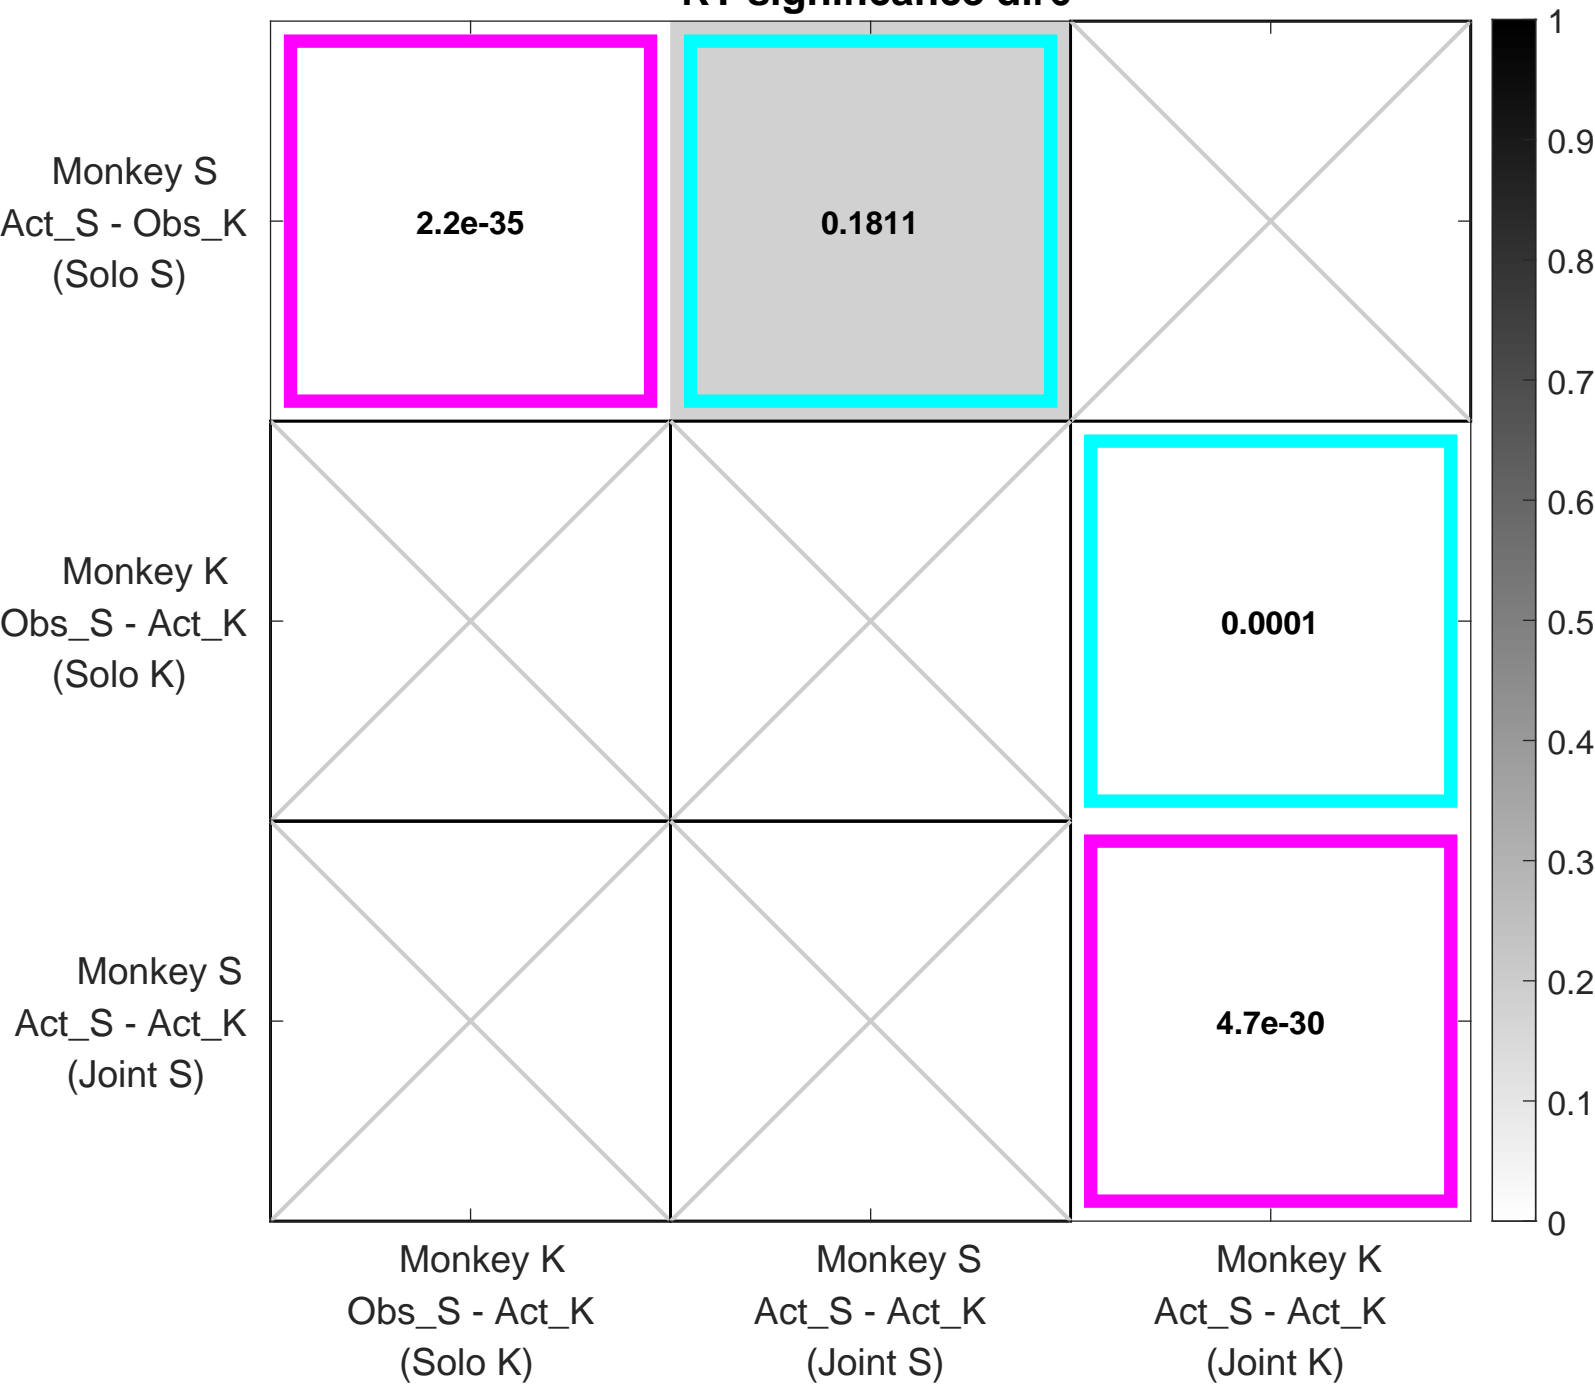 Monkey S
Act_S - Obs_K
(Solo S)
2.2e-35
0.1811
Monkey K
Obs_S - Act_K
(Solo K)
0.0001
Monkey S
Act_S - Act_K
(Joint S)
4.7e-30
Monkey K
Obs_S - Act_K
(Solo K)
Monkey S
Act_S - Act_K
(Joint S)
Monkey K
Act_S - Act_K
(Joint K)
1
0.9
0.8
0.7
0.6
0.5
0.4
0.3
0.2
0.1
0